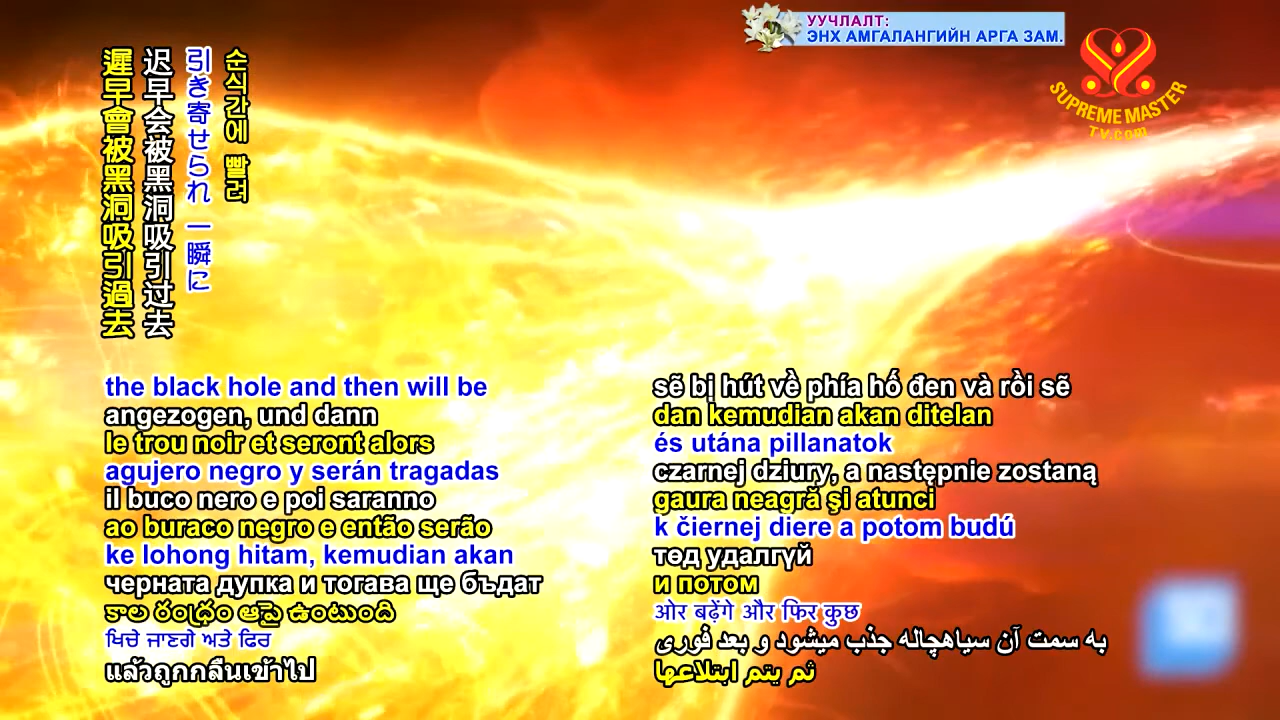 УУЧЛАЛТ:
ЭНХ АМГАЛАНГИЙН АРГА ЗАМ.
SUPREME MASTER
TV.com
순식간에 빨려
引き寄せられ 一瞬に
迟早会被黑洞吸引过去
遲早會被黑洞吸引過去
the black hole and then will be
angezogen, und dann
le trou noir et seront alors
agujero negro y serán tragadas
il buco nero e poi saranno
ao buraco negro e então serão
ke lohong hitam, kemudian akan
черната дупка и тогава ще бъдат
కాల రంధ్రం ఆపై ఉంటుంది
ਖਿਚੇ ਜਾਣਗੇ ਅਤੇ ਫਿਰ
แล้วถูกกลืนเข้าไป
sẽ bị hút về phía hố đen và rồi sẽ
dan kemudian akan ditelan
és utána pillanatok
czarnej dziury, a następnie zostaną
gaura neagră şi atunci
k čiernej diere a potom budú
төд удалгүй
и потом
ओर बढ़ेंगे और फिर कुछ
به سمت آن سیاهچاله جذب میشود و بعد فوری
ثم يتم ابتلاعها